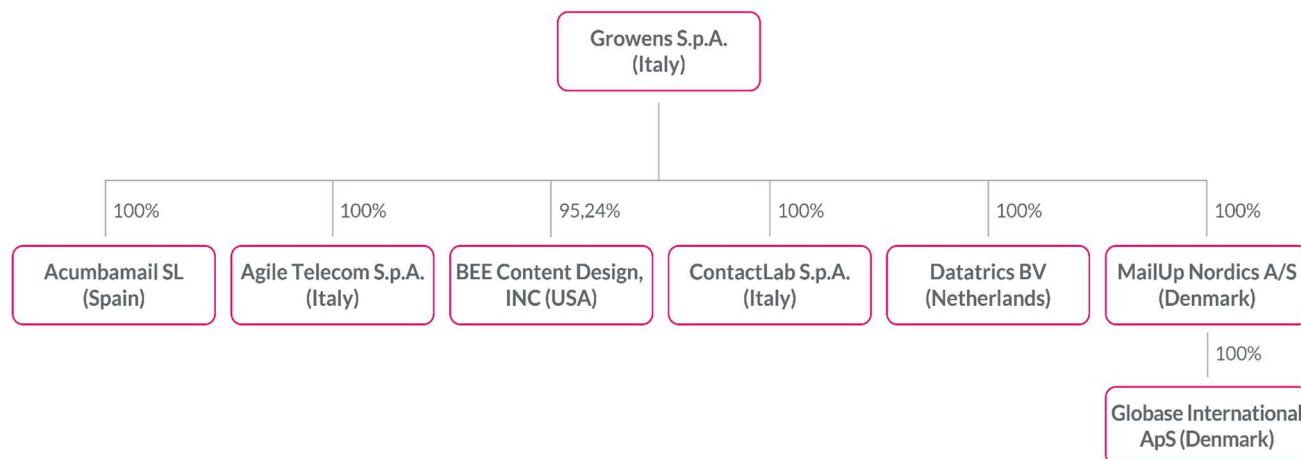 Growens S.p.A.
(Italy)
100%
100%
95,24%
100%
100%
100%
Acumbamail SL
(Spain)
Agile Telecom S.p.A.
(Italy)
BEE Content Design,
INC (USA)
ContactLab S.p.A.
(Italy)
Datatrics BV
(Netherlands)
MailUp Nordics A/S
(Denmark)
100%
Globase International
ApS (Denmark)